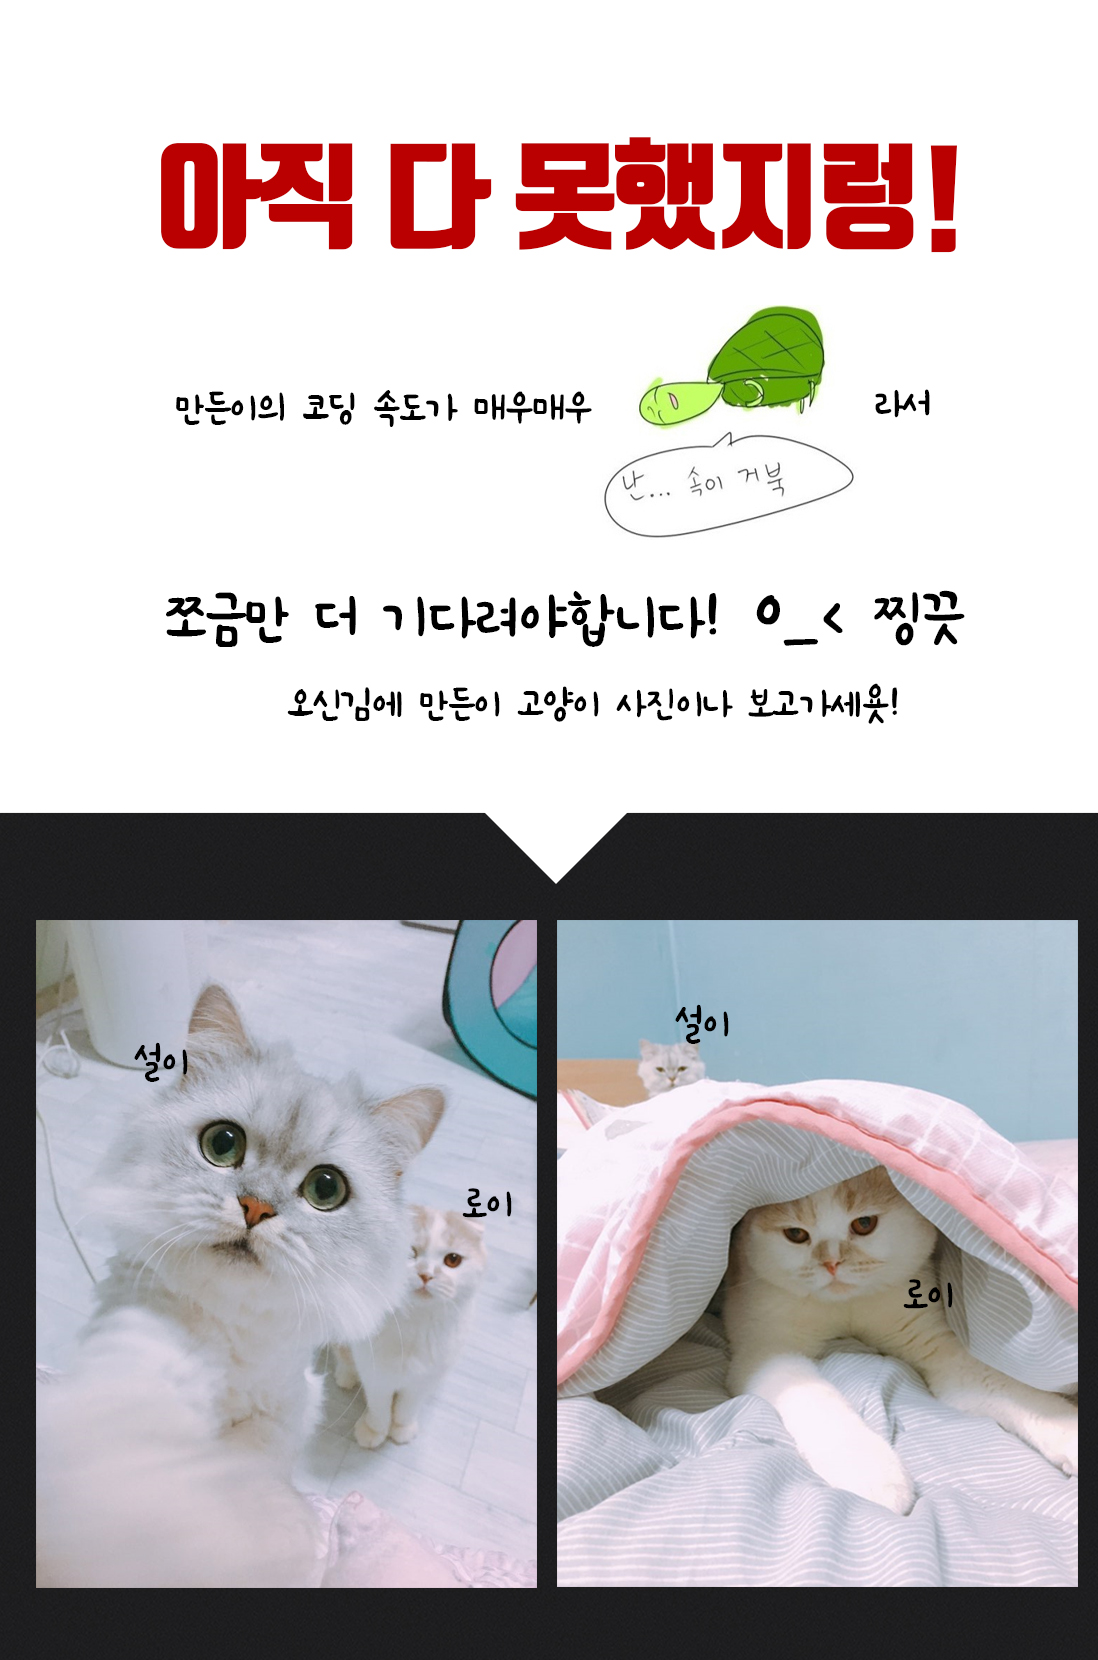 아직 다 못했지렁!
만든이의 코딩 속도가 매우매우 라서
난... 속이 거북
쪼금만 더 기다려야합니다! O_< 찡끗
오신김에 만든이 고양이 사진이나 보고가세욧!
설이
로이
설이
로이